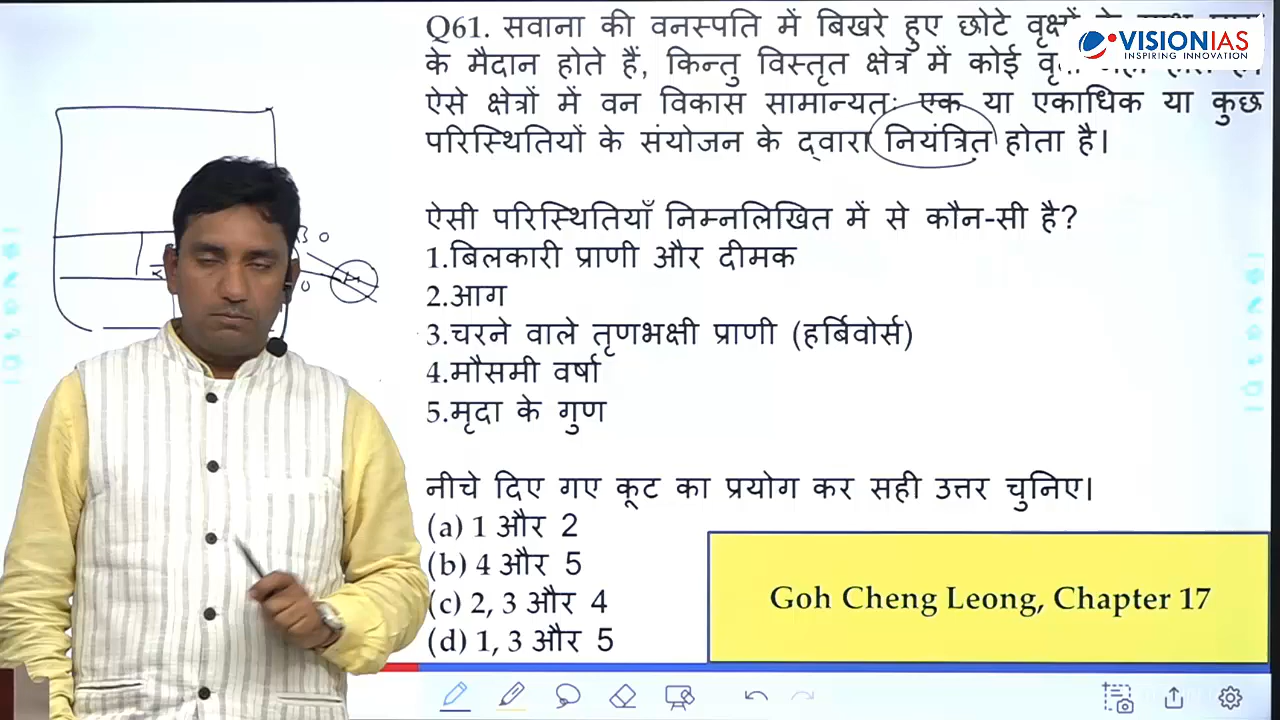 Q61. सवाना की वनस्पति में बिखरे हुए छोटे वृक्षों
VISIONIAS
INSPIRING INNOVATION
के मैदान होते हैं, किन्तु विस्तृत क्षेत्र में कोई
ऐसे क्षेत्रों में वन विकास सामान्यत: एक या एकाधिक या कुछ
परिस्थितियों के संयोजन के द्वारा नियंत्रित होता है।
ऐसी परिस्थितियाँ निम्नलिखित में से कौन-सी है?
1.बिलकारी प्राणी और दीमक
2.आग
3.चरने वाले तृणभक्षी प्राणी (हर्बिवोर्स)
4.मौसमी वर्षा
5.मृदा के गुण
नीचे दिए गए कूट का प्रयोग कर सही उत्तर चुनिए।
(a) 1 और 2
(b) 4 और 5
(c) 2, 3 और 4
(d) 1, 3 और 5
Goh Cheng Leong, Chapter 17